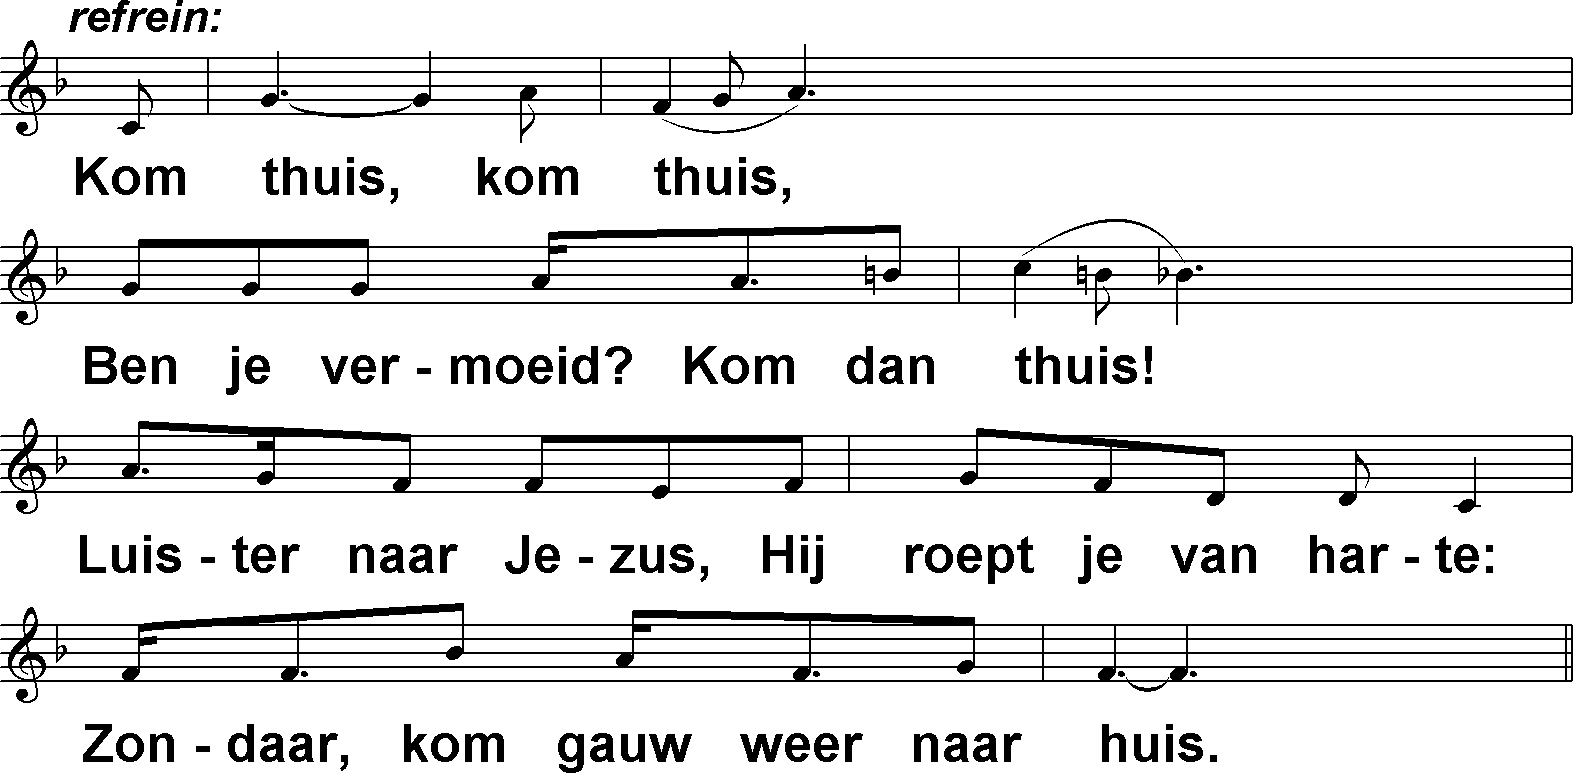 refrein:
Kom thuis, kom thuis,
Ben je ver - moeid? Kom dan thuis!
Luis - ter naar Je - zus, Hij roept je van har - te:
Zon - daar, kom gauw weer naar huis.